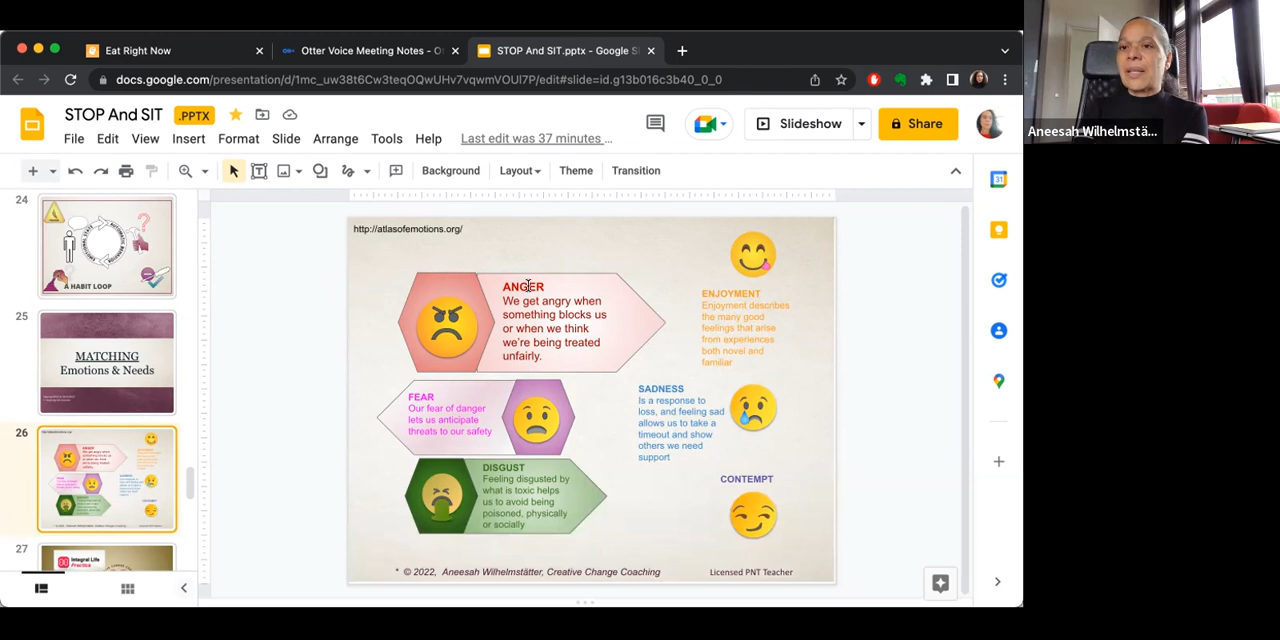 Eat Right Now
Otter Voice Meeting Notes - O
STOP And SIT.pptx - Google S
docs.google.com/presentation/d/1mc_uw38t6Cw3teqOQwUHv7vqwmVOUI7P/edit#slide=id.g13b016c3b40_0_0
STOP And SIT .PPTX
File Edit View Insert Format Slide Arrange Tools Help Last edit was 37 minutes ...
Slideshow
Share
Background Layout Theme Transition
24
A HABIT LOOP
25
MATCHING
Emotions & Needs
26
27
Integral Life
Practice
http://atlasofemotions.org/
ANGER
We get angry when
something blocks us
or when we think
we're being treated
unfairly.
ENJOYMENT
Enjoyment describes
the many good
feelings that arise
from experiences
both novel and
familiar
FEAR
Our fear of danger
lets us anticipate
threats to our safety
SADNESS
Is a response to
loss, and feeling sad
allows us to take a
timeout and show
others we need
support
DISGUST
Feeling disgusted by
what is toxic helps
us to avoid being
poisoned, physically
or socially
CONTEMPT
* © 2022, Aneesah Wilhelmstätter, Creative Change Coaching
Licensed PNT Teacher
31
Aneesah Wilhelmstä...